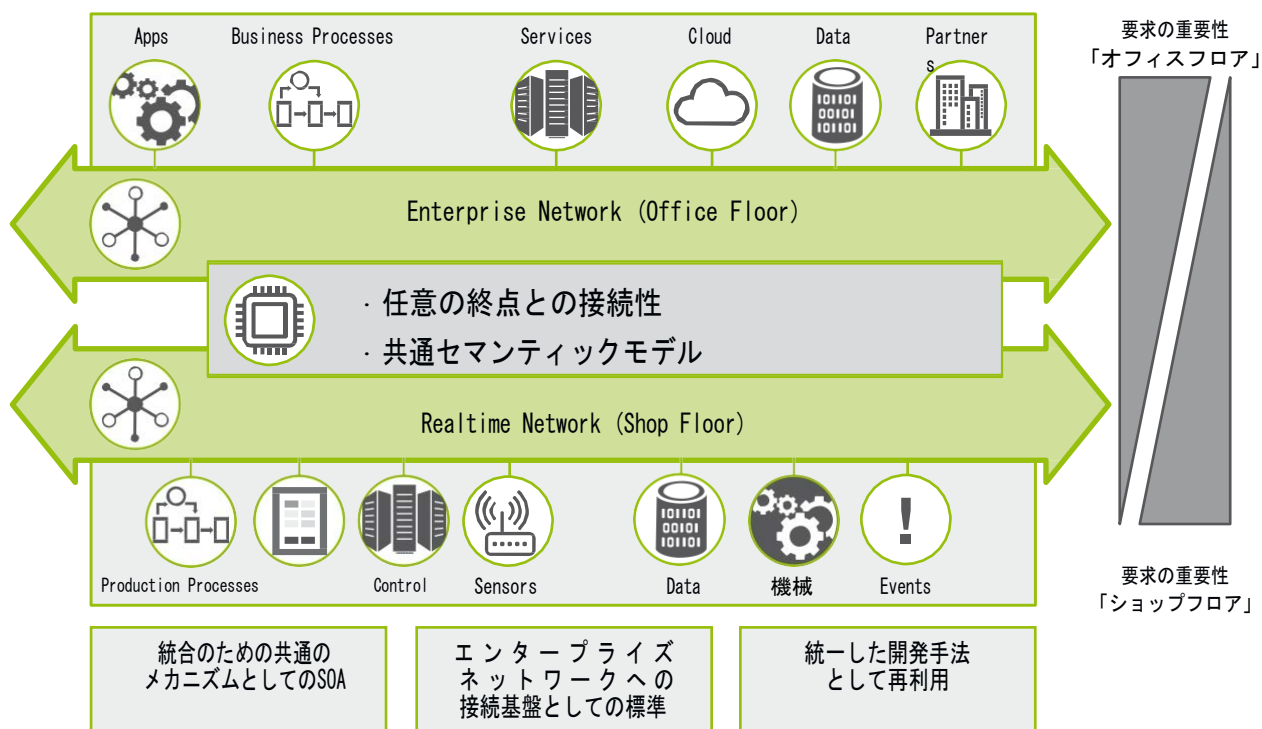 Apps
Business Processes
Services
Cloud
Data
Partner
s
要求の重要性
「オフィスフロア」
101101
00101
101101
Enterprise Network (Office Floor)
· 任意の終点との接続性
· 共通セマンティックモデル
Realtime Network (Shop Floor)
101101
00101
101101
Production Processes
Control
Sensors
Data
機械
!
Events
要求の重要性
「ショップフロア」
統合のための共通の
メカニズムとしてのSOA
エンタープライズ
ネットワークへの
接続基盤としての標準
統一した開発手法
として再利用